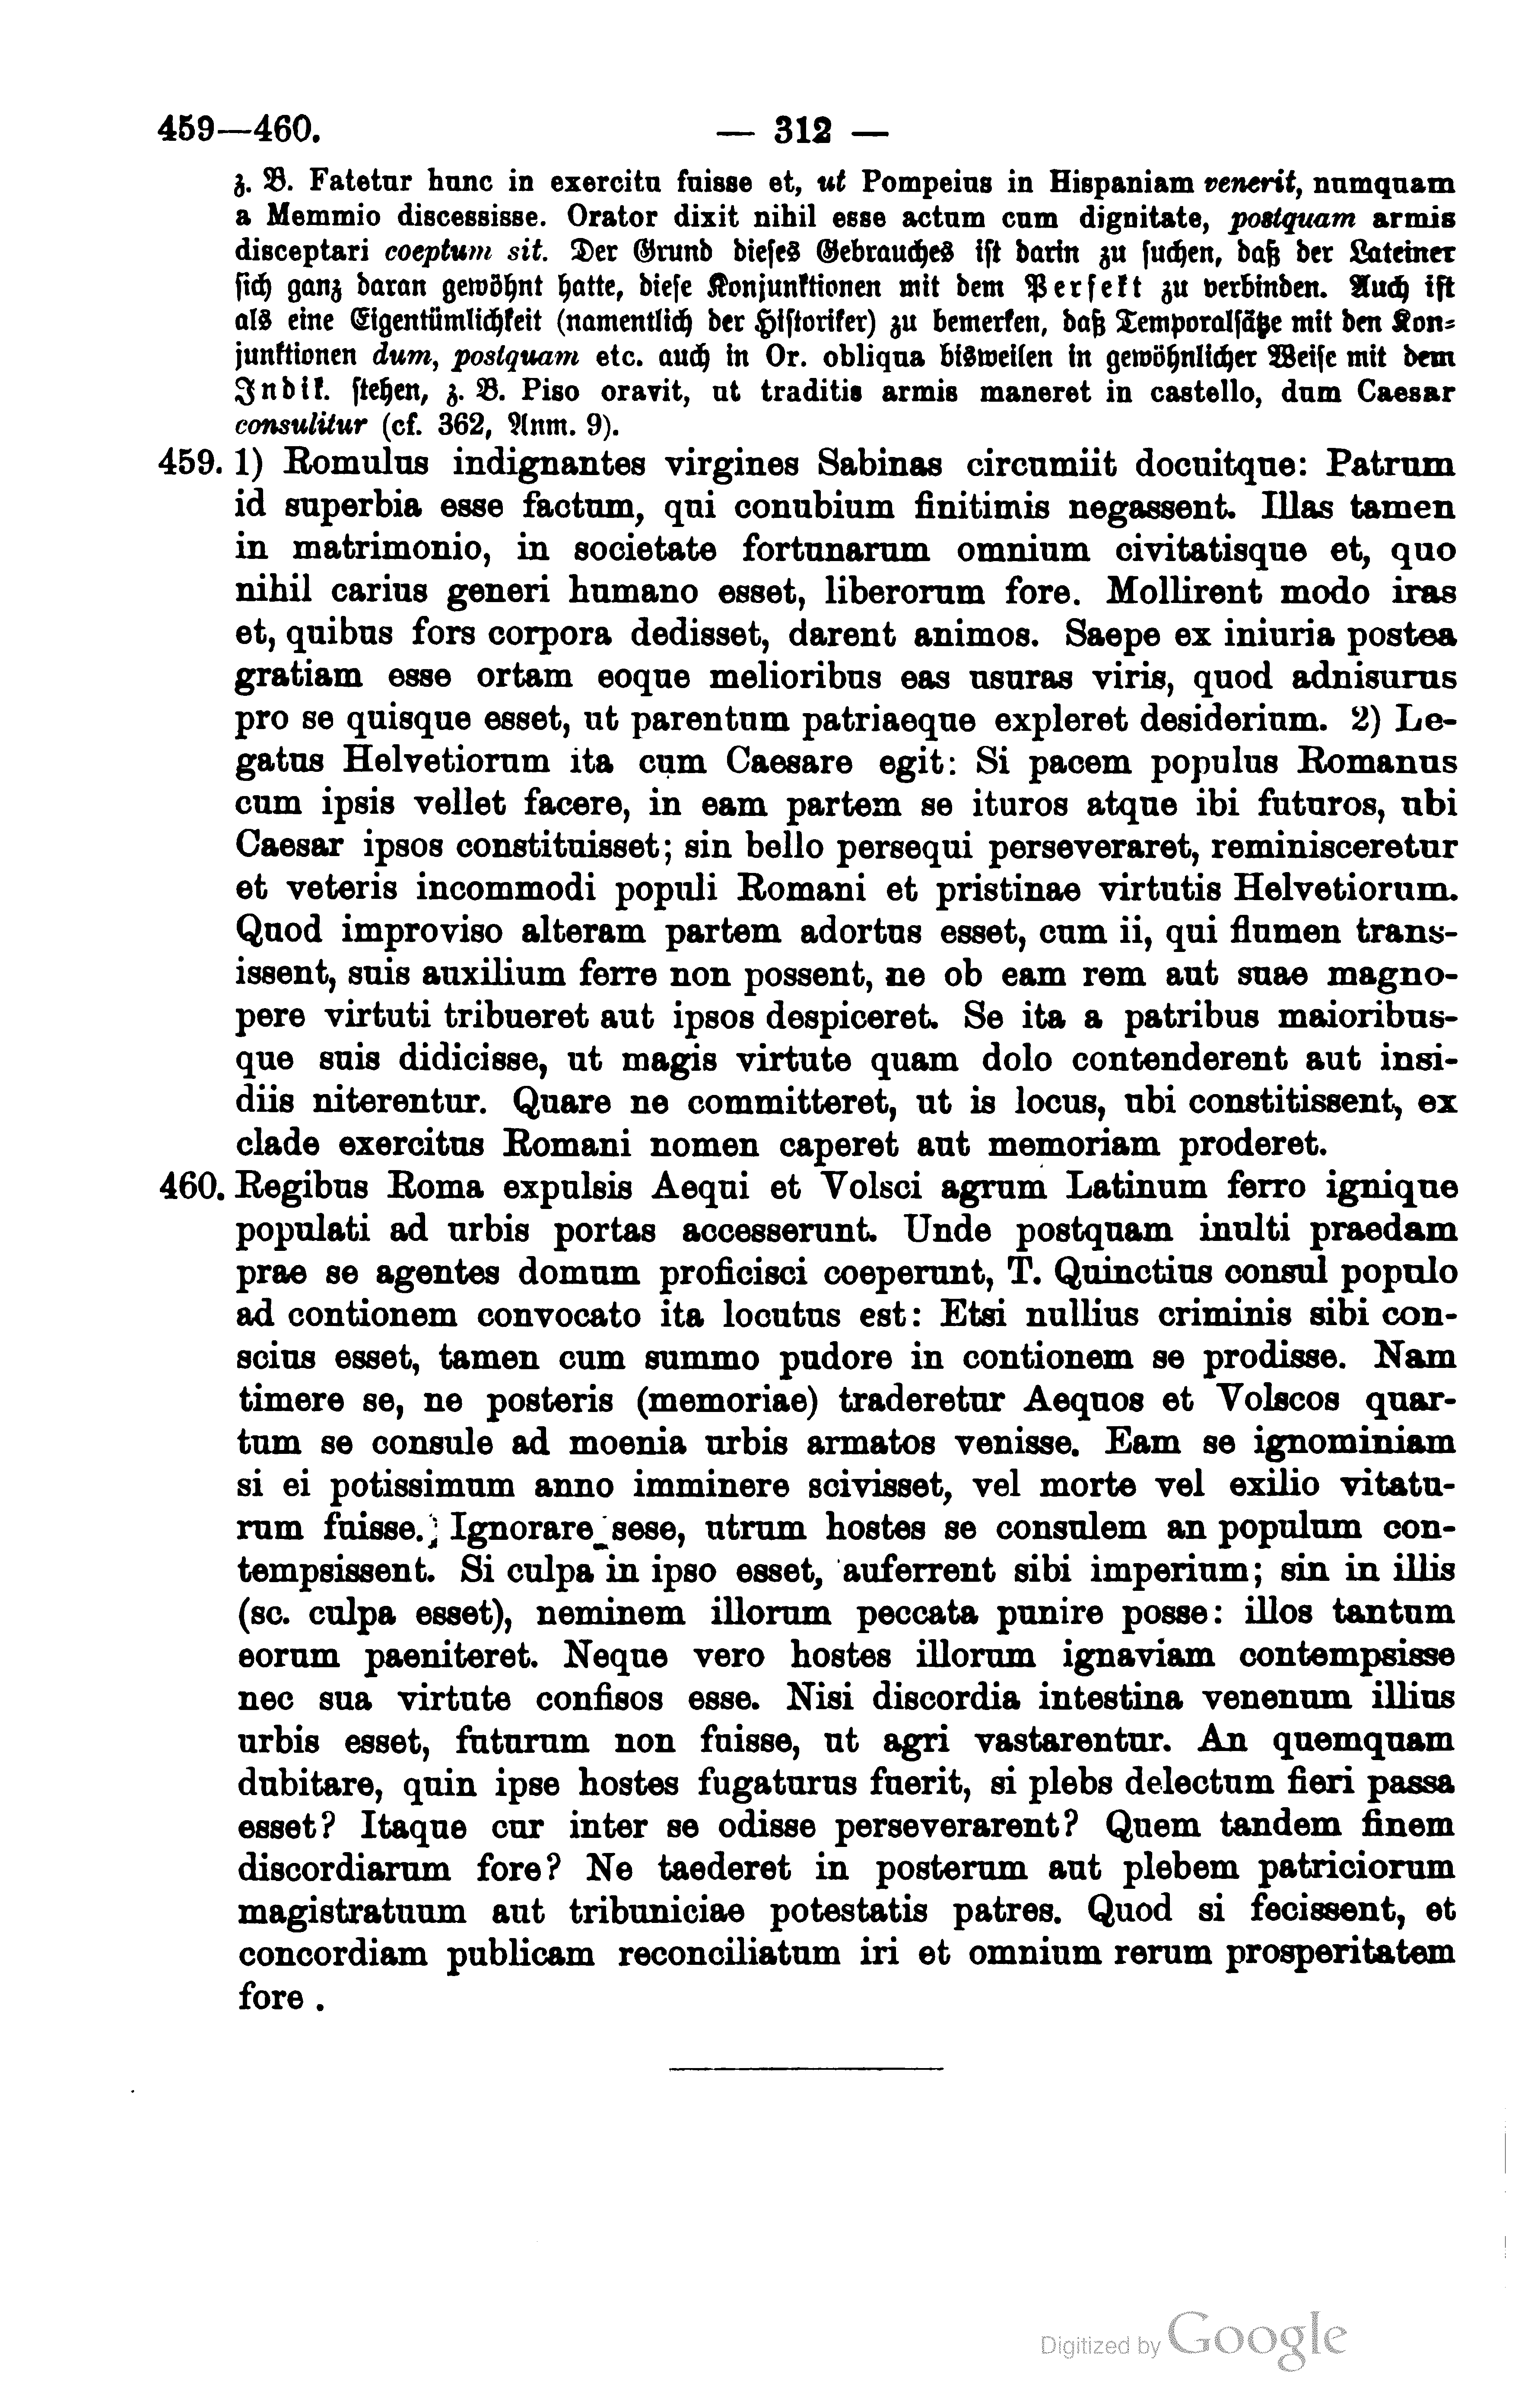 459—460.
— 312 —
z. B. Fatetur hunc in exercitu fuisse et, ut Pompeius in Hispaniam venerit, numquam
a Memmio discessisse. Orator dixit nihil esse actum cum dignitate, postquam armis
disceptari coeptum sit. Der Grund dieses Gebrauches ist darin zu suchen, daß der Lateiner
sich ganz daran gewöhnt hatte, diese Konjunktionen mit dem Perfekt zu verbinden. Auch ist
als eine Eigentümlichkeit (namentlich der Historiker) zu bemerken, daß Temporalsätze mit den Kon-
junktionen dum, postquam etc. auch in Or. obliqua bisweilen in gewöhnlicher Weise mit dem
Indik. stehen, z. B. Piso oravit, ut traditis armis maneret in castello, dum Caesar
consulitur (cf. 362, Anm. 9).
459. 1) Romulus indignantes virgines Sabinas circumiit docuitque: Patrum
id superbia esse factum, qui conubium finitimis negassent. Illas tamen
in matrimonio, in societate fortunarum omnium civitatisque et, quo
nihil carius generi humano esset, liberorum fore. Mollirent modo iras
et, quibus fors corpora dedisset, darent animos. Saepe ex iniuria postea
gratiam esse ortam eoque melioribus eas usuras viris, quod adnisurus
pro se quisque esset, ut parentum patriaeque expleret desiderium. 2) Le-
gatus Helvetiorum ita cum Caesare egit: Si pacem populus Romanus
cum ipsis vellet facere, in eam partem se ituros atque ibi futuros, ubi
Caesar ipsos constituisset; sin bello persequi perseveraret, reminisceretur
et veteris incommodi populi Romani et pristinae virtutis Helvetiorum.
Quod improviso alteram partem adortus esset, cum ii, qui flumen trans-
issent, suis auxilium ferre non possent, ne ob eam rem aut suae magno-
pere virtuti tribueret aut ipsos despiceret. Se ita a patribus maioribus-
que suis didicisse, ut magis virtute quam dolo contenderent aut insi-
diis niterentur. Quare ne committeret, ut is locus, ubi constitissent, ex
clade exercitus Romani nomen caperet aut memoriam proderet.
460. Regibus Roma expulsis Aequi et Volsci agrum Latinum ferro ignique
populati ad urbis portas accesserunt. Unde postquam inulti praedam
prae se agentes domum proficisci coeperunt, T. Quinctius consul populo
ad contionem convocato ita locutus est: Etsi nullius criminis sibi con-
scius esset, tamen cum summo pudore in contionem se prodisse. Nam
timere se, ne posteris (memoriae) traderetur Aequos et Volscos quar-
tum se consule ad moenia urbis armatos venisse. Eam se ignominiam
si ei potissimum anno imminere scivisset, vel morte vel exilio vitatu-
rum fuisse. Ignorare sese, utrum hostes se consulem an populum con-
tempsissent. Si culpa in ipso esset, auferrent sibi imperium; sin in illis
(sc. culpa esset), neminem illorum peccata punire posse: illos tantum
eorum paeniteret. Neque vero hostes illorum ignaviam contempsisse
nec sua virtute confisos esse. Nisi discordia intestina venenum illius
urbis esset, futurum non fuisse, ut agri vastarentur. An quemquam
dubitare, quin ipse hostes fugaturus fuerit, si plebs delectum fieri passa
esset? Itaque cur inter se odisse perseverarent? Quem tandem finem
discordiarum fore? Ne taederet in posterum aut plebem patriciorum
magistratuum aut tribuniciae potestatis patres. Quod si fecissent, et
concordiam publicam reconciliatum iri et omnium rerum prosperitatem
fore .
Digitized by Google